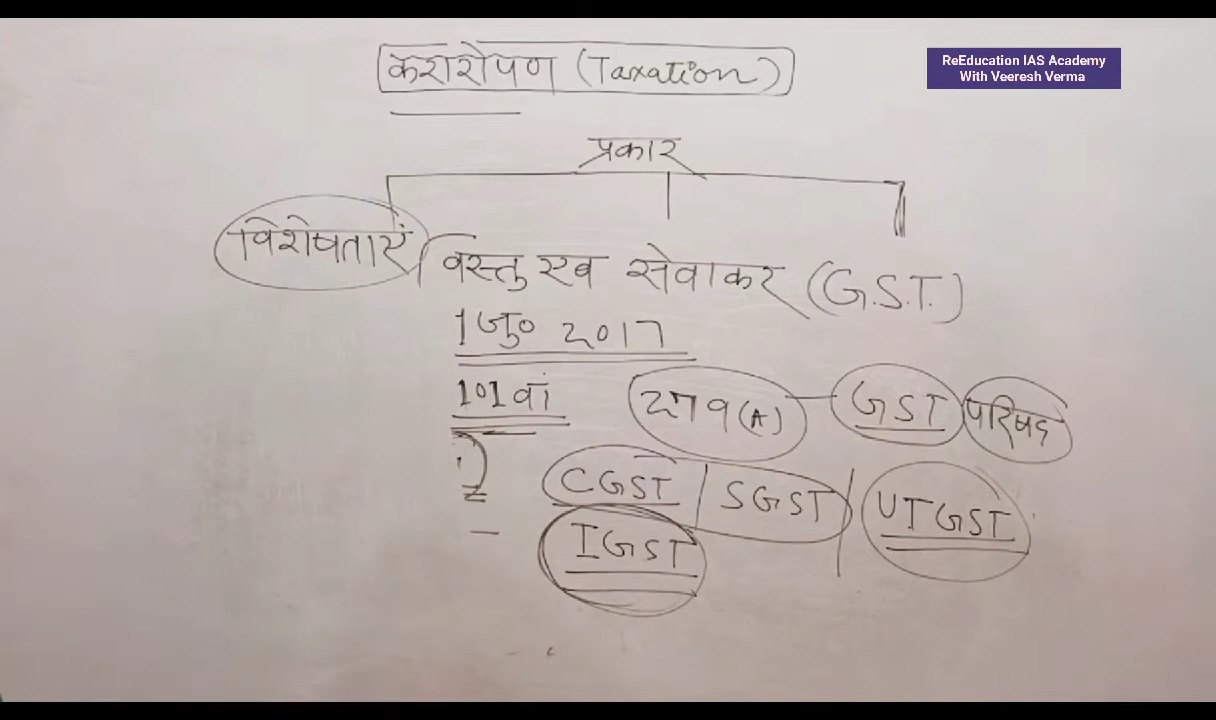 करारोपण (Taxation)
ReEducation IAS Academy
With Veeresh Verma
प्रकार
विशेषताएं
वस्तु एव सेवाकर (G.S.T.)
1 जु० 2017
101 वां 279(A) — GST परिषद
CGST / SGST / UTGST
IGST